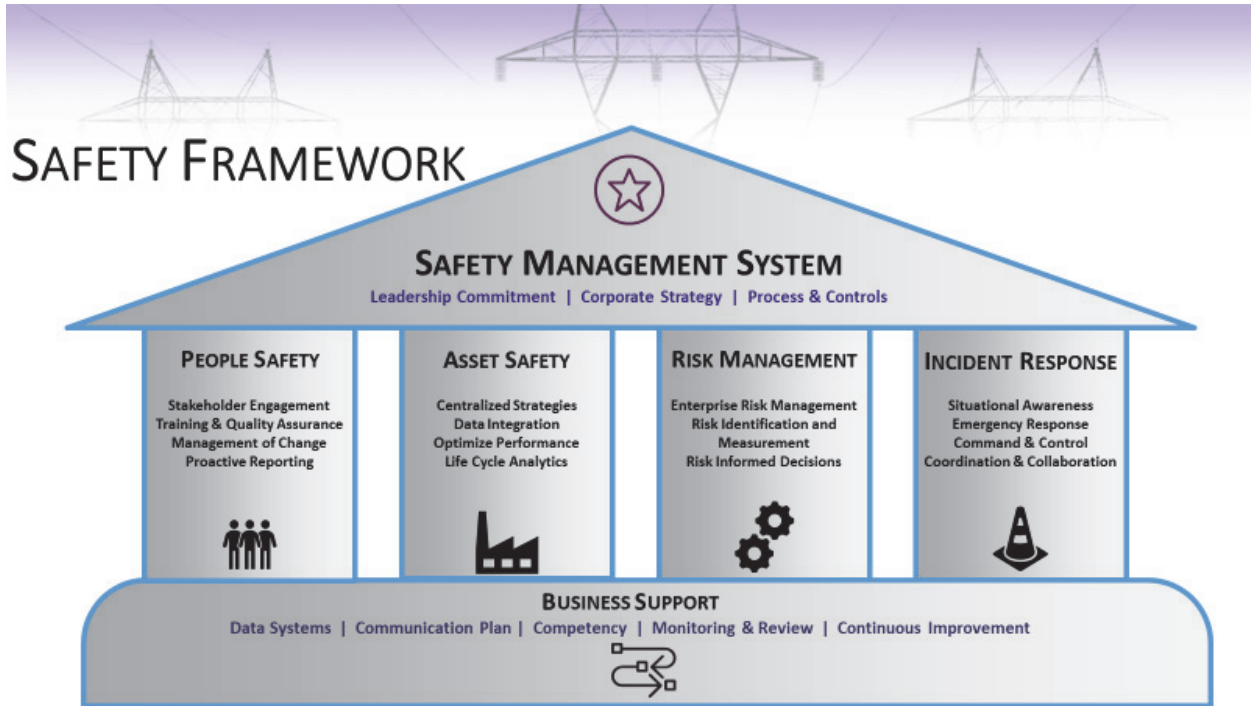 SAFETY FRAMEWORK
SAFETY MANAGEMENT SYSTEM
Leadership Commitment | Corporate Strategy | Process & Controls
PEOPLE SAFETY
Stakeholder Engagement
Training & Quality Assurance
Management of Change
Proactive Reporting
ASSET SAFETY
Centralized Strategies
Data Integration
Optimize Performance
Life Cycle Analytics
RISK MANAGEMENT
Enterprise Risk Management
Risk Identification and
Measurement
Risk Informed Decisions
INCIDENT RESPONSE
Situational Awareness
Emergency Response
Command & Control
Coordination & Collaboration
BUSINESS SUPPORT
Data Systems | Communication Plan | Competency | Monitoring & Review | Continuous Improvement